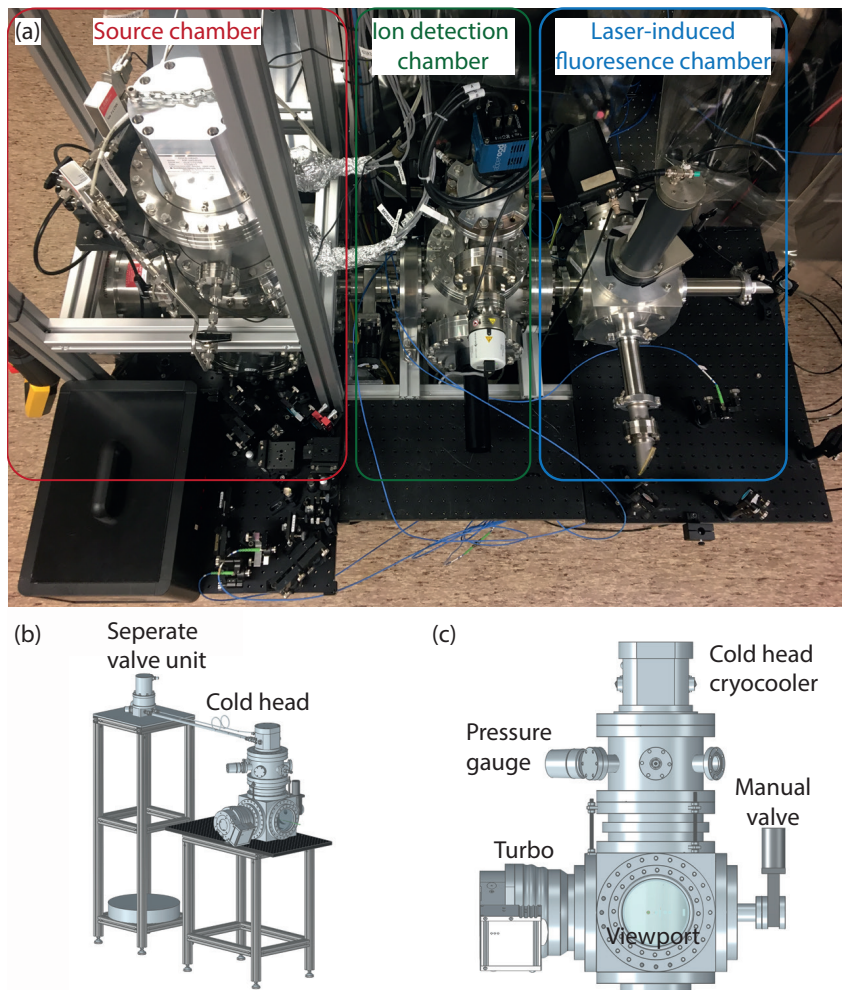 (a)
Source chamber
Ion detection
chamber
Laser-induced
fluoresence chamber
(b)
Seperate
valve unit
Cold head
(c)
Cold head
cryocooler
Pressure
gauge
Manual
valve
Turbo
Viewport